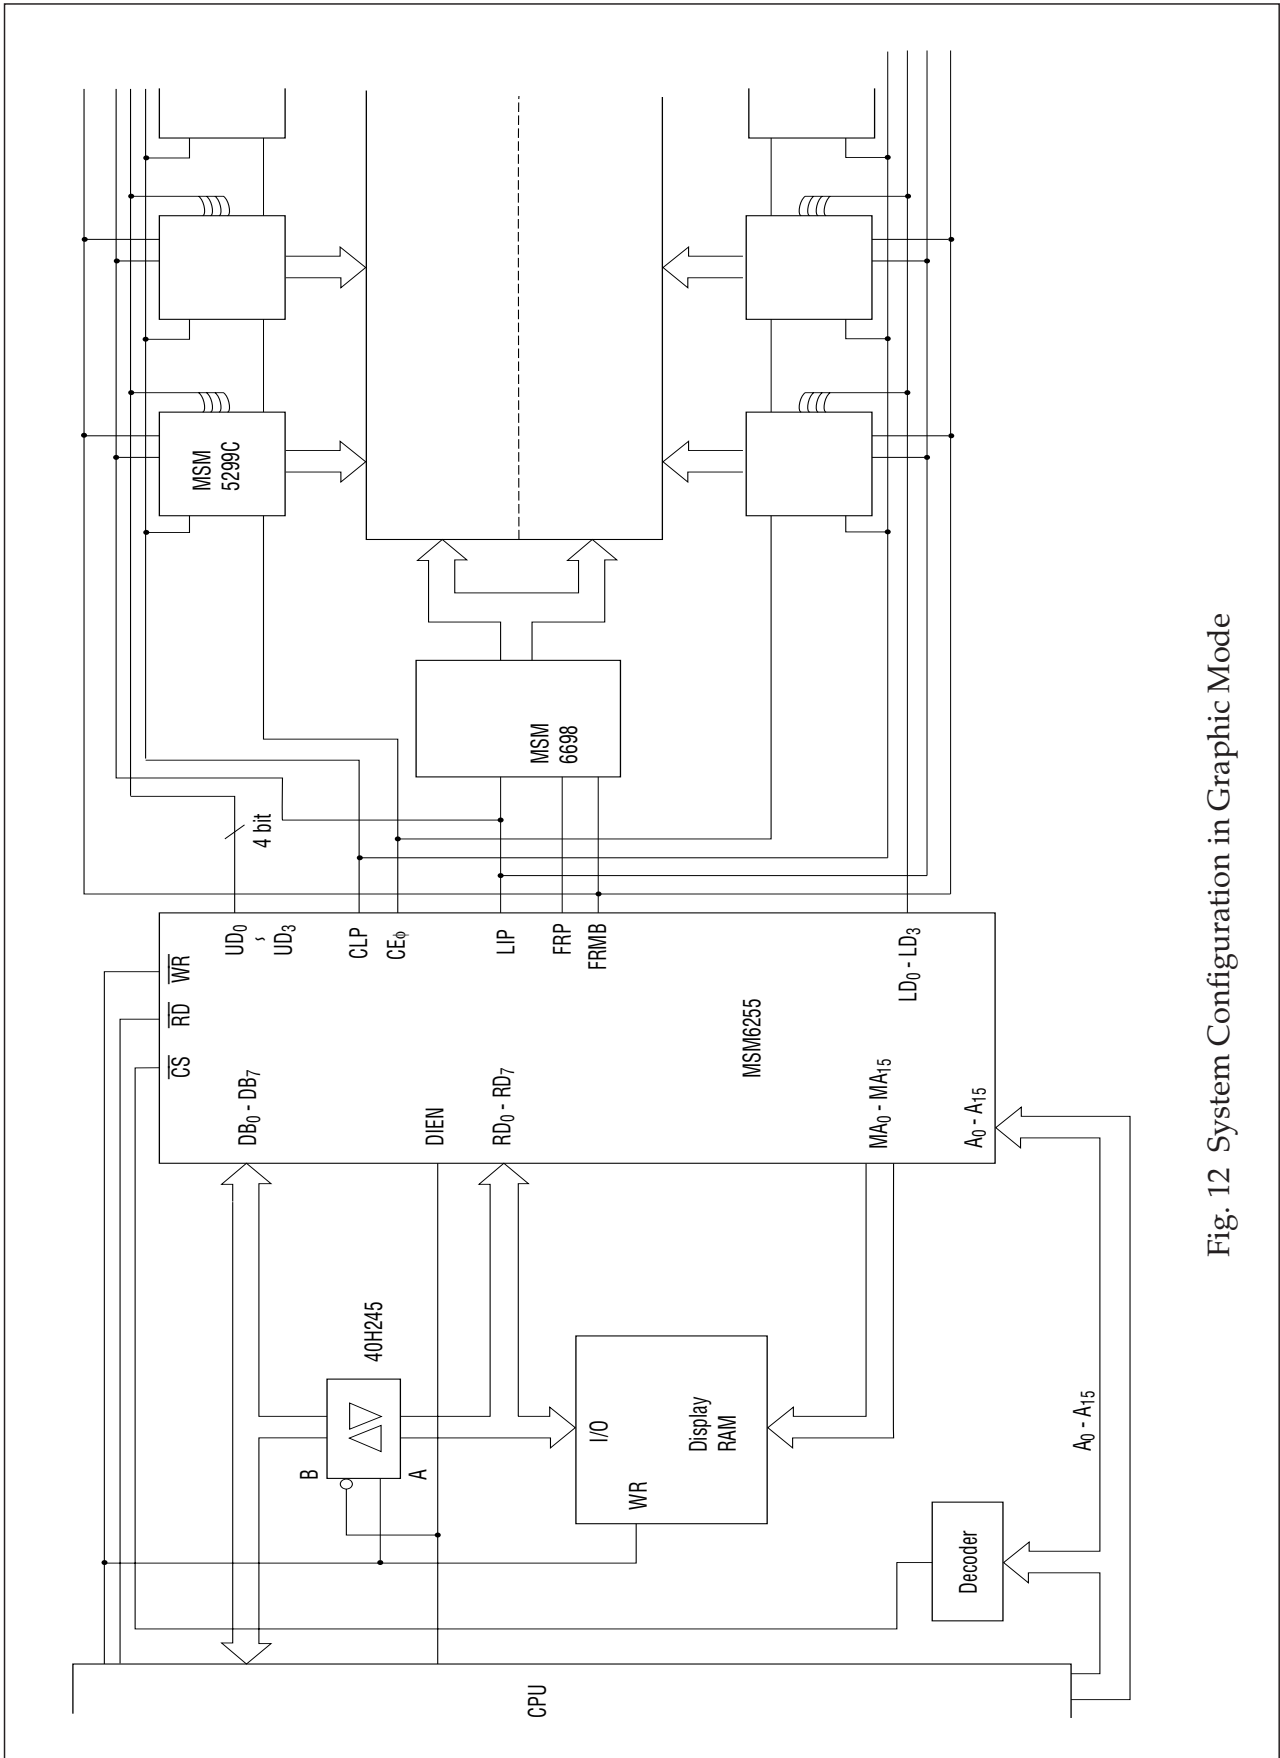 CPU
B
A
40H245
WR
I/O
Display
RAM
Decoder
A0 - A15
CS
RD
WR
DB0 - DB7
DIEN
RD0 - RD7
MSM6255
MA0 - MA15
A0 - A15
UD0
~
UD3
CLP
CEφ
LIP
FRP
FRMB
LD0 - LD3
4 bit
MSM
6698
MSM
5299C
Fig. 12 System Configuration in Graphic Mode